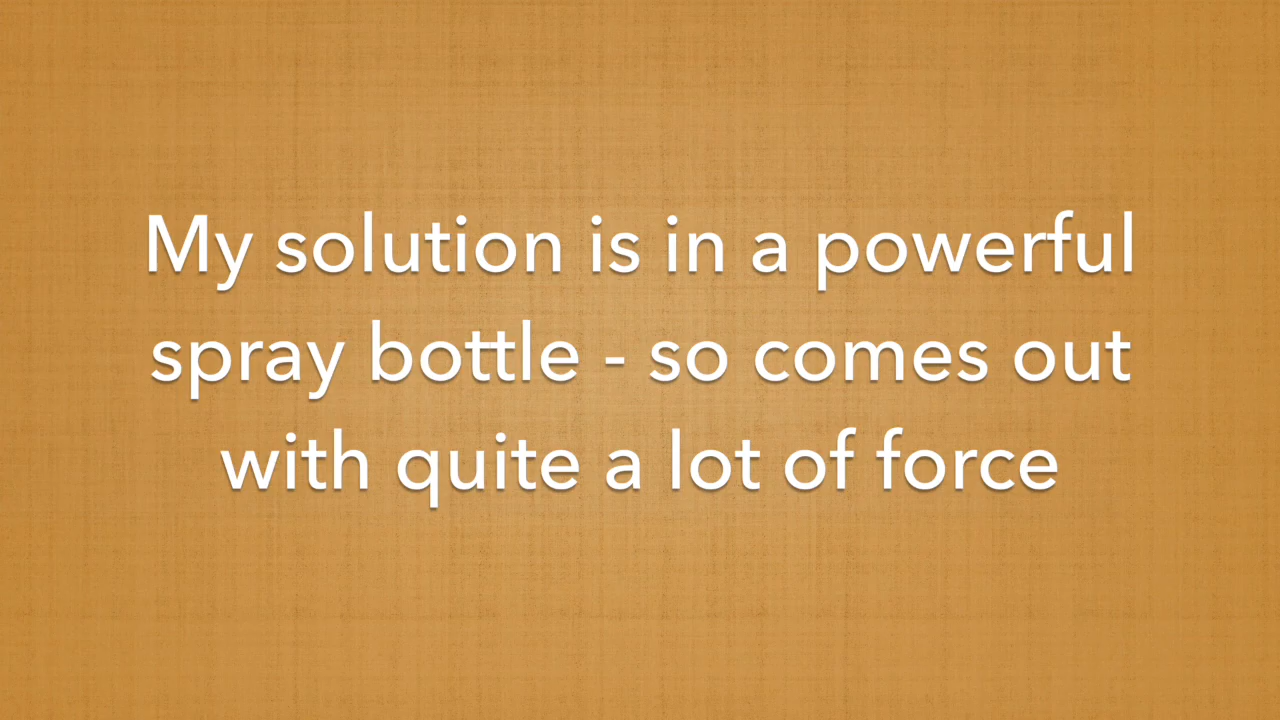 My solution is in a powerful
spray bottle - so comes out
with quite a lot of force